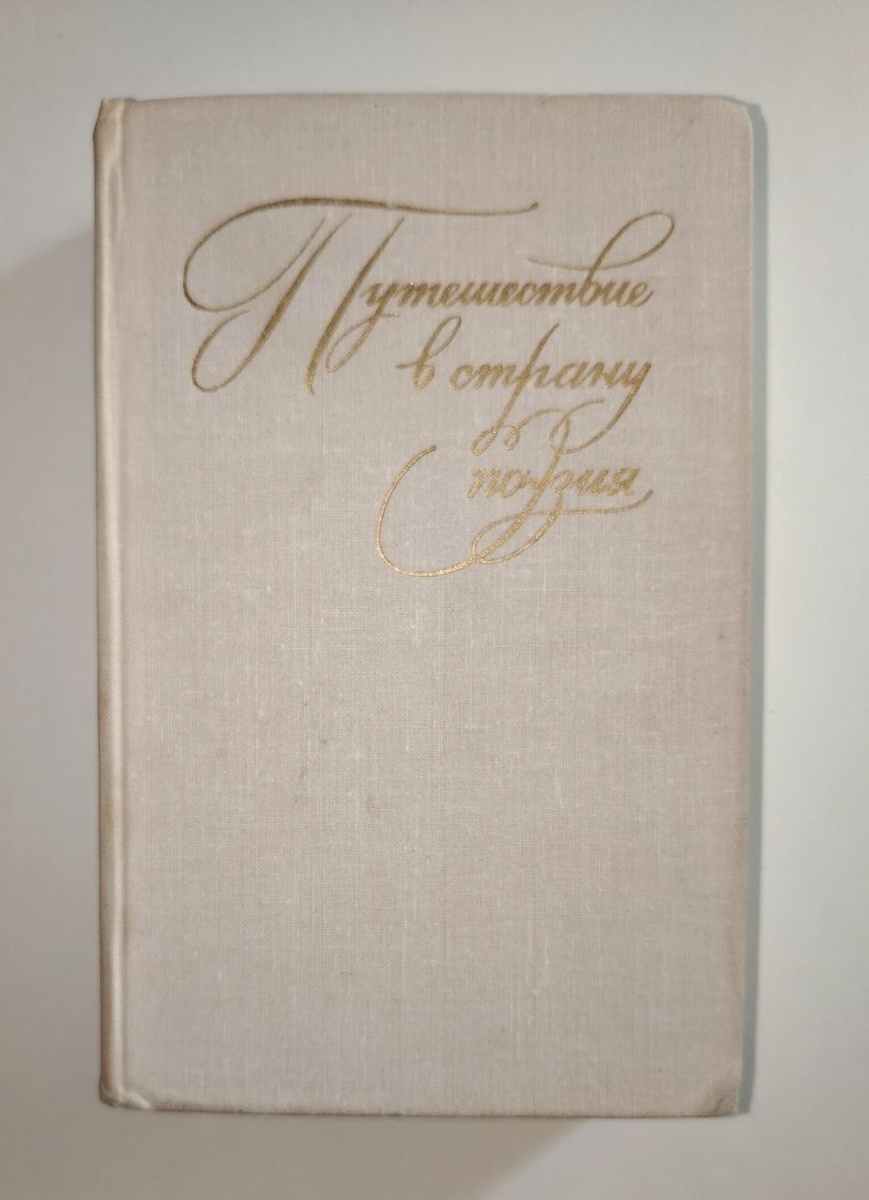 Путешествие
в страну
поэзия